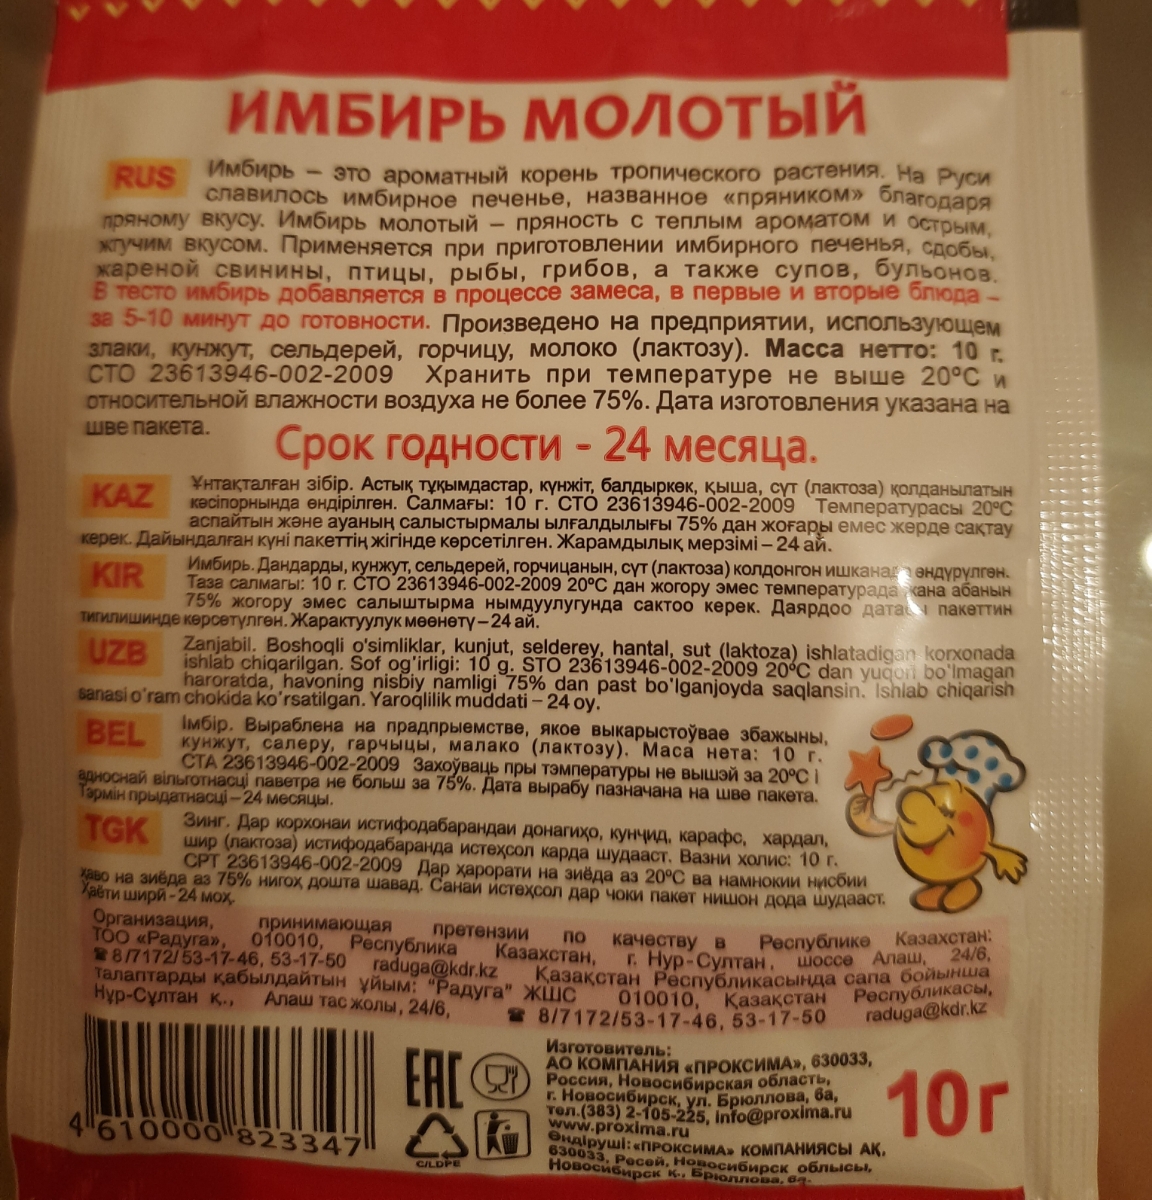 ИМБИРЬ МОЛОТЫЙ
RUS Имбирь – это ароматный корень тропического растения. На Руси
славилось имбирное печенье, названное «пряником» благодаря
пряному вкусу. Имбирь молотый – пряность с теплым ароматом и острым,
жгучим вкусом. Применяется при приготовлении имбирного печенья, сдобы,
жареной свинины, птицы, рыбы, грибов, а также супов, бульонов.
В тесто имбирь добавляется в процессе замеса, в первые и вторые блюда –
за 5-10 минут до готовности. Произведено на предприятии, использующем
злаки, кунжут, сельдерей, горчицу, молоко (лактозу). Масса нетто: 10 г.
СТО 23613946-002-2009 Хранить при температуре не выше 20°С и
относительной влажности воздуха не более 75%. Дата изготовления указана на
шве пакета.
Срок годности - 24 месяца.
KAZ Ұнтақталған зібір. Астық тұқымдастар, күнжіт, балдыркөк, қыша, сүт (лактоза) қолданылатын
кәсіпорнында өндірілген. Салмағы: 10 г. СТО 23613946-002-2009 Температурасы 20°С
аспайтын және ауаның салыстырмалы ылғалдылығы 75% дан жоғары емес жерде сақтау
керек. Дайындалған күні пакеттің жігінде көрсетілген. Жарамдылық мерзімі – 24 ай.
KIR Имбирь. Дандарды, кунжут, сельдерей, горчицанын, сүт (лактоза) колдонгон ишканада өндүрүлгөн.
Таза салмагы: 10 г. СТО 23613946-002-2009 20°С дан жогору эмес температурада жана абанын
75% жогору эмес салыштырма нымдуулугунда сактоо керек. Даярдоо датасы пакеттин
тигилишинде көрсөтүлгөн. Жарактуулук мөөнөтү – 24 ай.
UZB Zanjabil. Boshoqli o'simliklar, kunjut, selderey, hantal, sut (laktoza) ishlatadigan korxonada
ishlab chiqarilgan. Sof og'irligi: 10 g. STO 23613946-002-2009 20°C dan yuqori bo'lmagan
haroratda, havoning nisbiy namligi 75% dan past bo'lganjoyda saqlansin. Ishlab chiqarish
sanasi o'ram chokida ko'rsatilgan. Yaroqlilik muddati – 24 oy.
BEL Імбір. Выраблена на прадпрыемстве, якое выкарыстоўвае збажыны,
кунжут, салеру, гарчыцы, малако (лактозу). Маса нета: 10 г.
СТА 23613946-002-2009 Захоўваць пры тэмпературы не вышэй за 20°С і
адноснай вільготнасці паветра не больш за 75%. Дата вырабу пазначана на шве пакета.
Тэрмін прыдатнасці – 24 месяцы.
TGK Зинг. Дар корхонаи истифодабарандаи донагиҳо, кунҷид, карафс, хардал,
шир (лактоза) истифодабаранда истеҳсол карда шудааст. Вазни холис: 10 г.
СРТ 23613946-002-2009 Дар ҳарорати на зиёда аз 20°С ва намнокии нисбии
ҳаво на зиёда аз 75% нигоҳ дошта шавад. Санаи истеҳсол дар чоки пакет нишон дода шудааст.
Ҳаёти ширӣ - 24 моҳ.
Организация, принимающая претензии по качеству в Республике Казахстан:
ТОО «Радуга», 010010, Республика Казахстан, г. Нур-Султан, шоссе Алаш, 24/6,
☎ 8/7172/53-17-46, 53-17-50 raduga@kdr.kz Қазақстан Республикасында сапа бойынша
талаптарды қабылдайтын ұйым: "Радуга" ЖШС 010010, Қазақстан Республикасы,
Нұр-Сұлтан қ., Алаш тас жолы, 24/6, ☎ 8/7172/53-17-46, 53-17-50 raduga@kdr.kz
4 610000 823347
EAC
C/LDPE
Изготовитель:
АО КОМПАНИЯ «ПРОКСИМА», 630033,
Россия, Новосибирская область,
г. Новосибирск, ул. Брюллова, 6а,
тел.(383) 2-105-225, info@proxima.ru
www.proxima.ru
Өндіруші: «ПРОКСИМА» КОМПАНИЯСЫ АҚ,
630033, Ресей, Новосибирск облысы,
Новосибирск қ., Брюллова, 6а.
10г